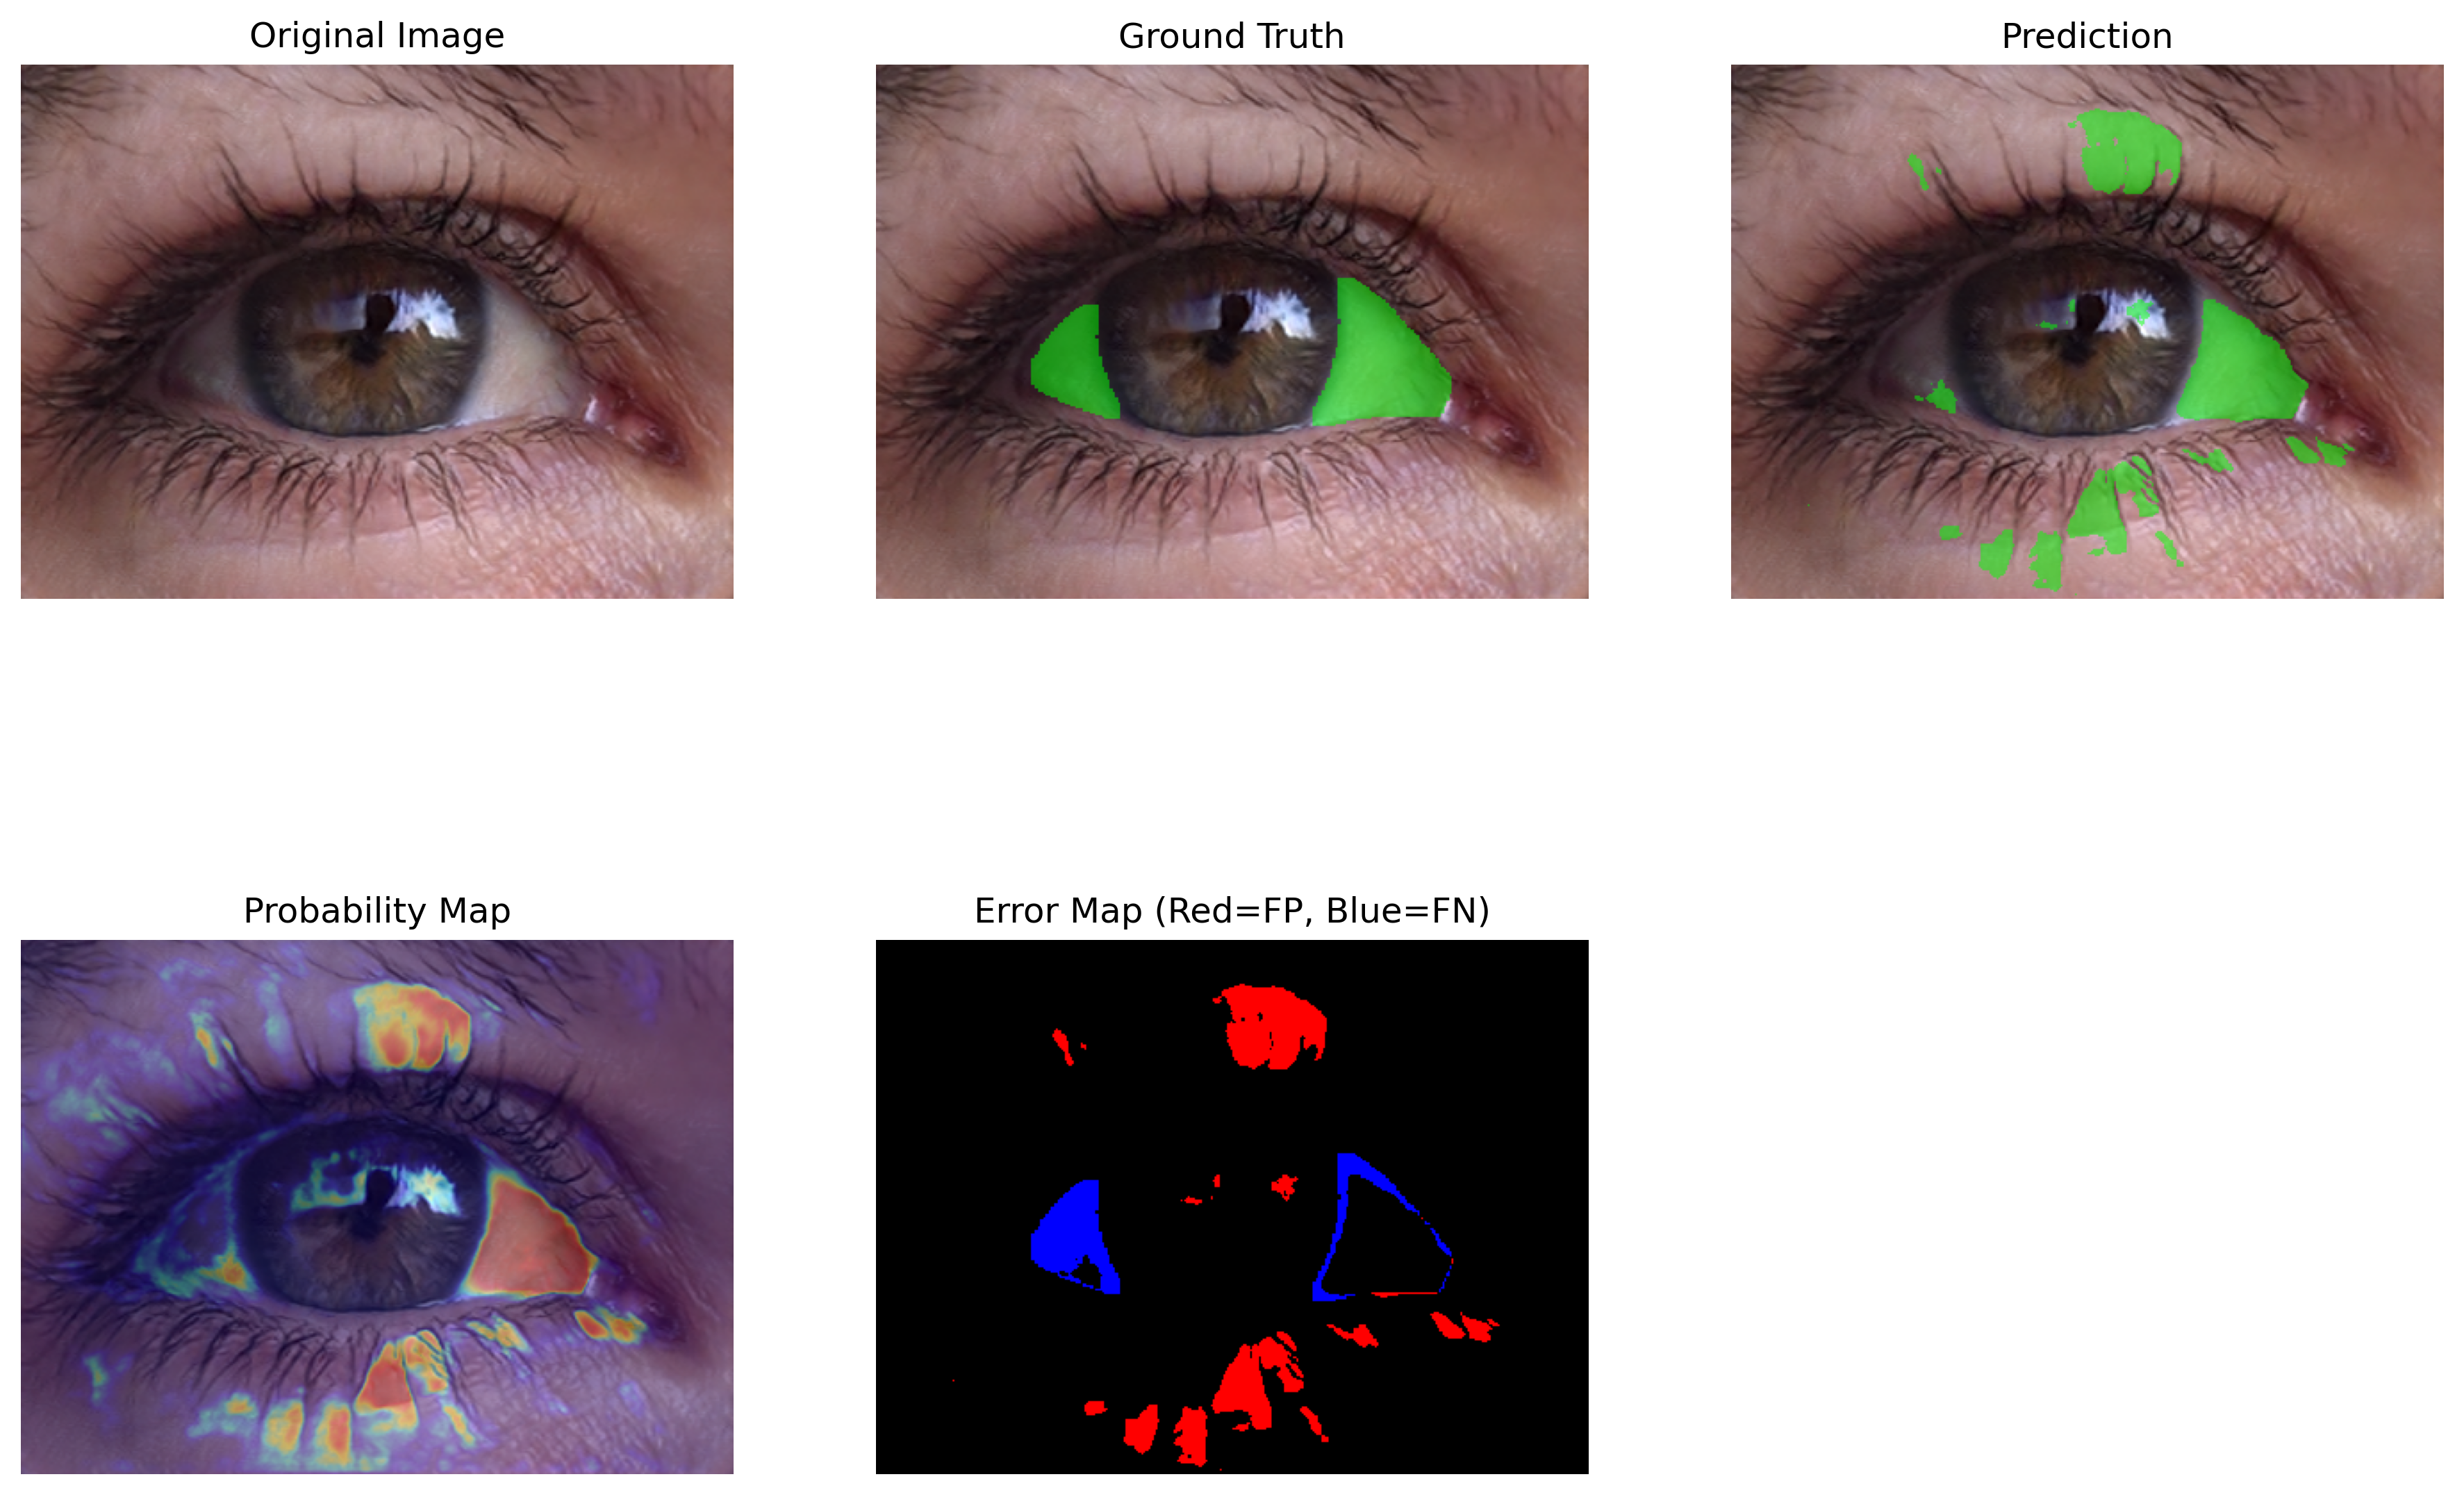 Original Image
Ground Truth
Prediction
Probability Map
Error Map (Red=FP, Blue=FN)